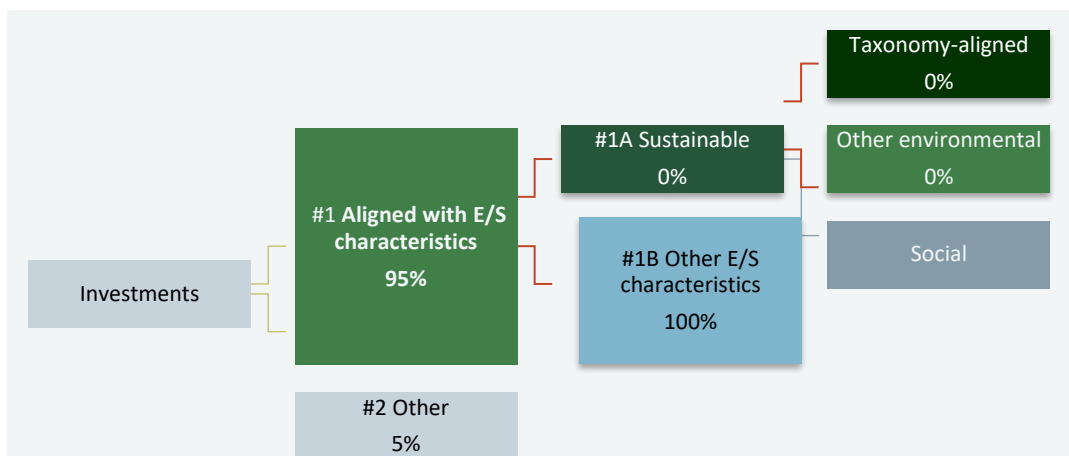 Investments
#1 Aligned with E/S
characteristics
95%
#2 Other
5%
#1A Sustainable
0%
#1B Other E/S
characteristics
100%
Taxonomy-aligned
0%
Other environmental
0%
Social